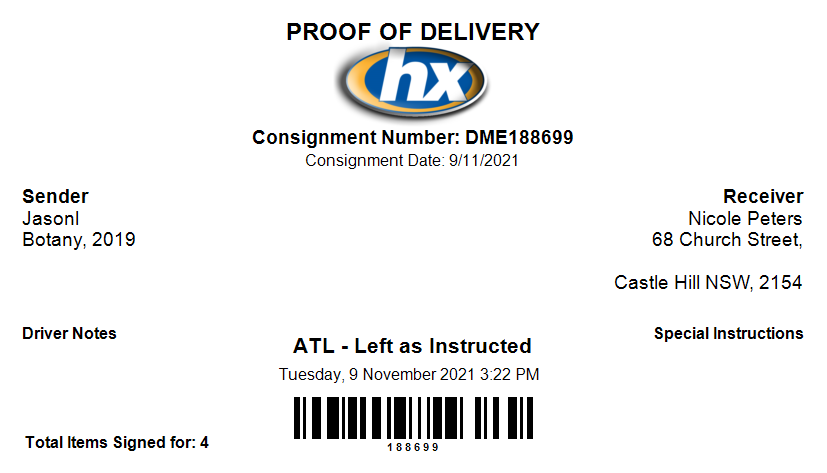 PROOF OF DELIVERY
hx
Consignment Number: DME188699
Consignment Date: 9/11/2021
Sender
JasonI
Botany, 2019
Receiver
Nicole Peters
68 Church Street,
Castle Hill NSW, 2154
Driver Notes
ATL - Left as Instructed
Tuesday, 9 November 2021 3:22 PM
Special Instructions
188699
Total Items Signed for: 4